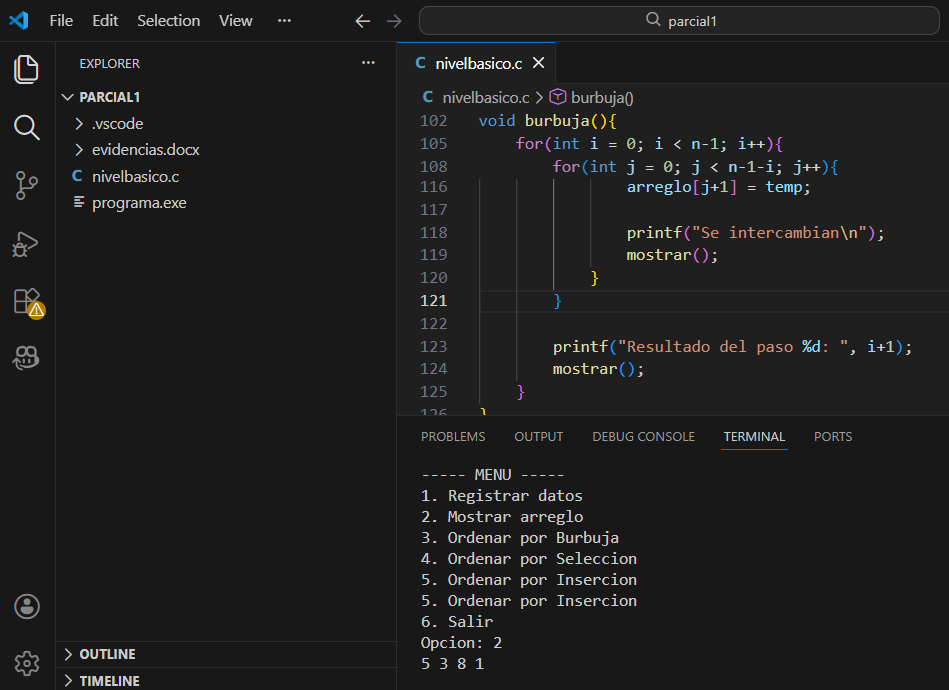 File Edit Selection View ···
parcial1
EXPLORER ···
PARCIAL1
.vscode
evidencias.docx
C nivelbasico.c
programa.exe
OUTLINE
TIMELINE
C nivelbasico.c
C nivelbasico.c > burbuja()
102 void burbuja(){
105 for(int i = 0; i < n-1; i++){
108 for(int j = 0; j < n-1-i; j++){
116 arreglo[j+1] = temp;
117
118 printf("Se intercambian\n");
119 mostrar();
120 }
121 }
122
123 printf("Resultado del paso %d: ", i+1);
124 mostrar();
125 }
126 }
PROBLEMS OUTPUT DEBUG CONSOLE TERMINAL PORTS
----- MENU -----
1. Registrar datos
2. Mostrar arreglo
3. Ordenar por Burbuja
4. Ordenar por Seleccion
5. Ordenar por Insercion
5. Ordenar por Insercion
6. Salir
Opcion: 2
5 3 8 1